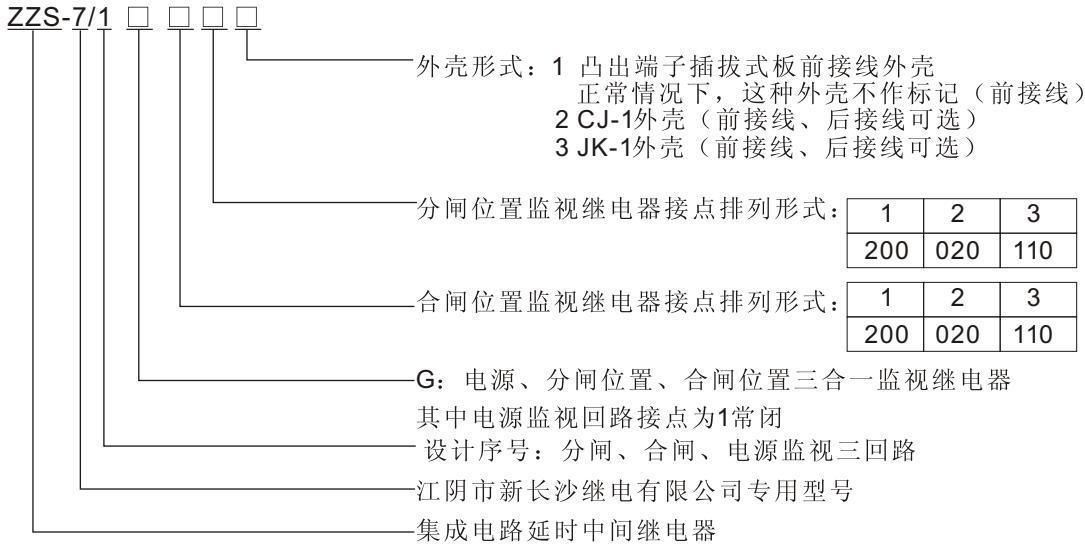 ZZS-7/1 □ □ □ □
外壳形式：1 凸出端子插拔式板前接线外壳
正常情况下，这种外壳不作标记（前接线）
2 CJ-1外壳（前接线、后接线可选）
3 JK-1外壳（前接线、后接线可选）
分闸位置监视继电器接点排列形式：
1 2 3
200 020 110
合闸位置监视继电器接点排列形式：
1 2 3
200 020 110
G：电源、分闸位置、合闸位置三合一监视继电器
其中电源监视回路接点为1常闭
设计序号：分闸、合闸、电源监视三回路
江阴市新长沙继电有限公司专用型号
集成电路延时中间继电器